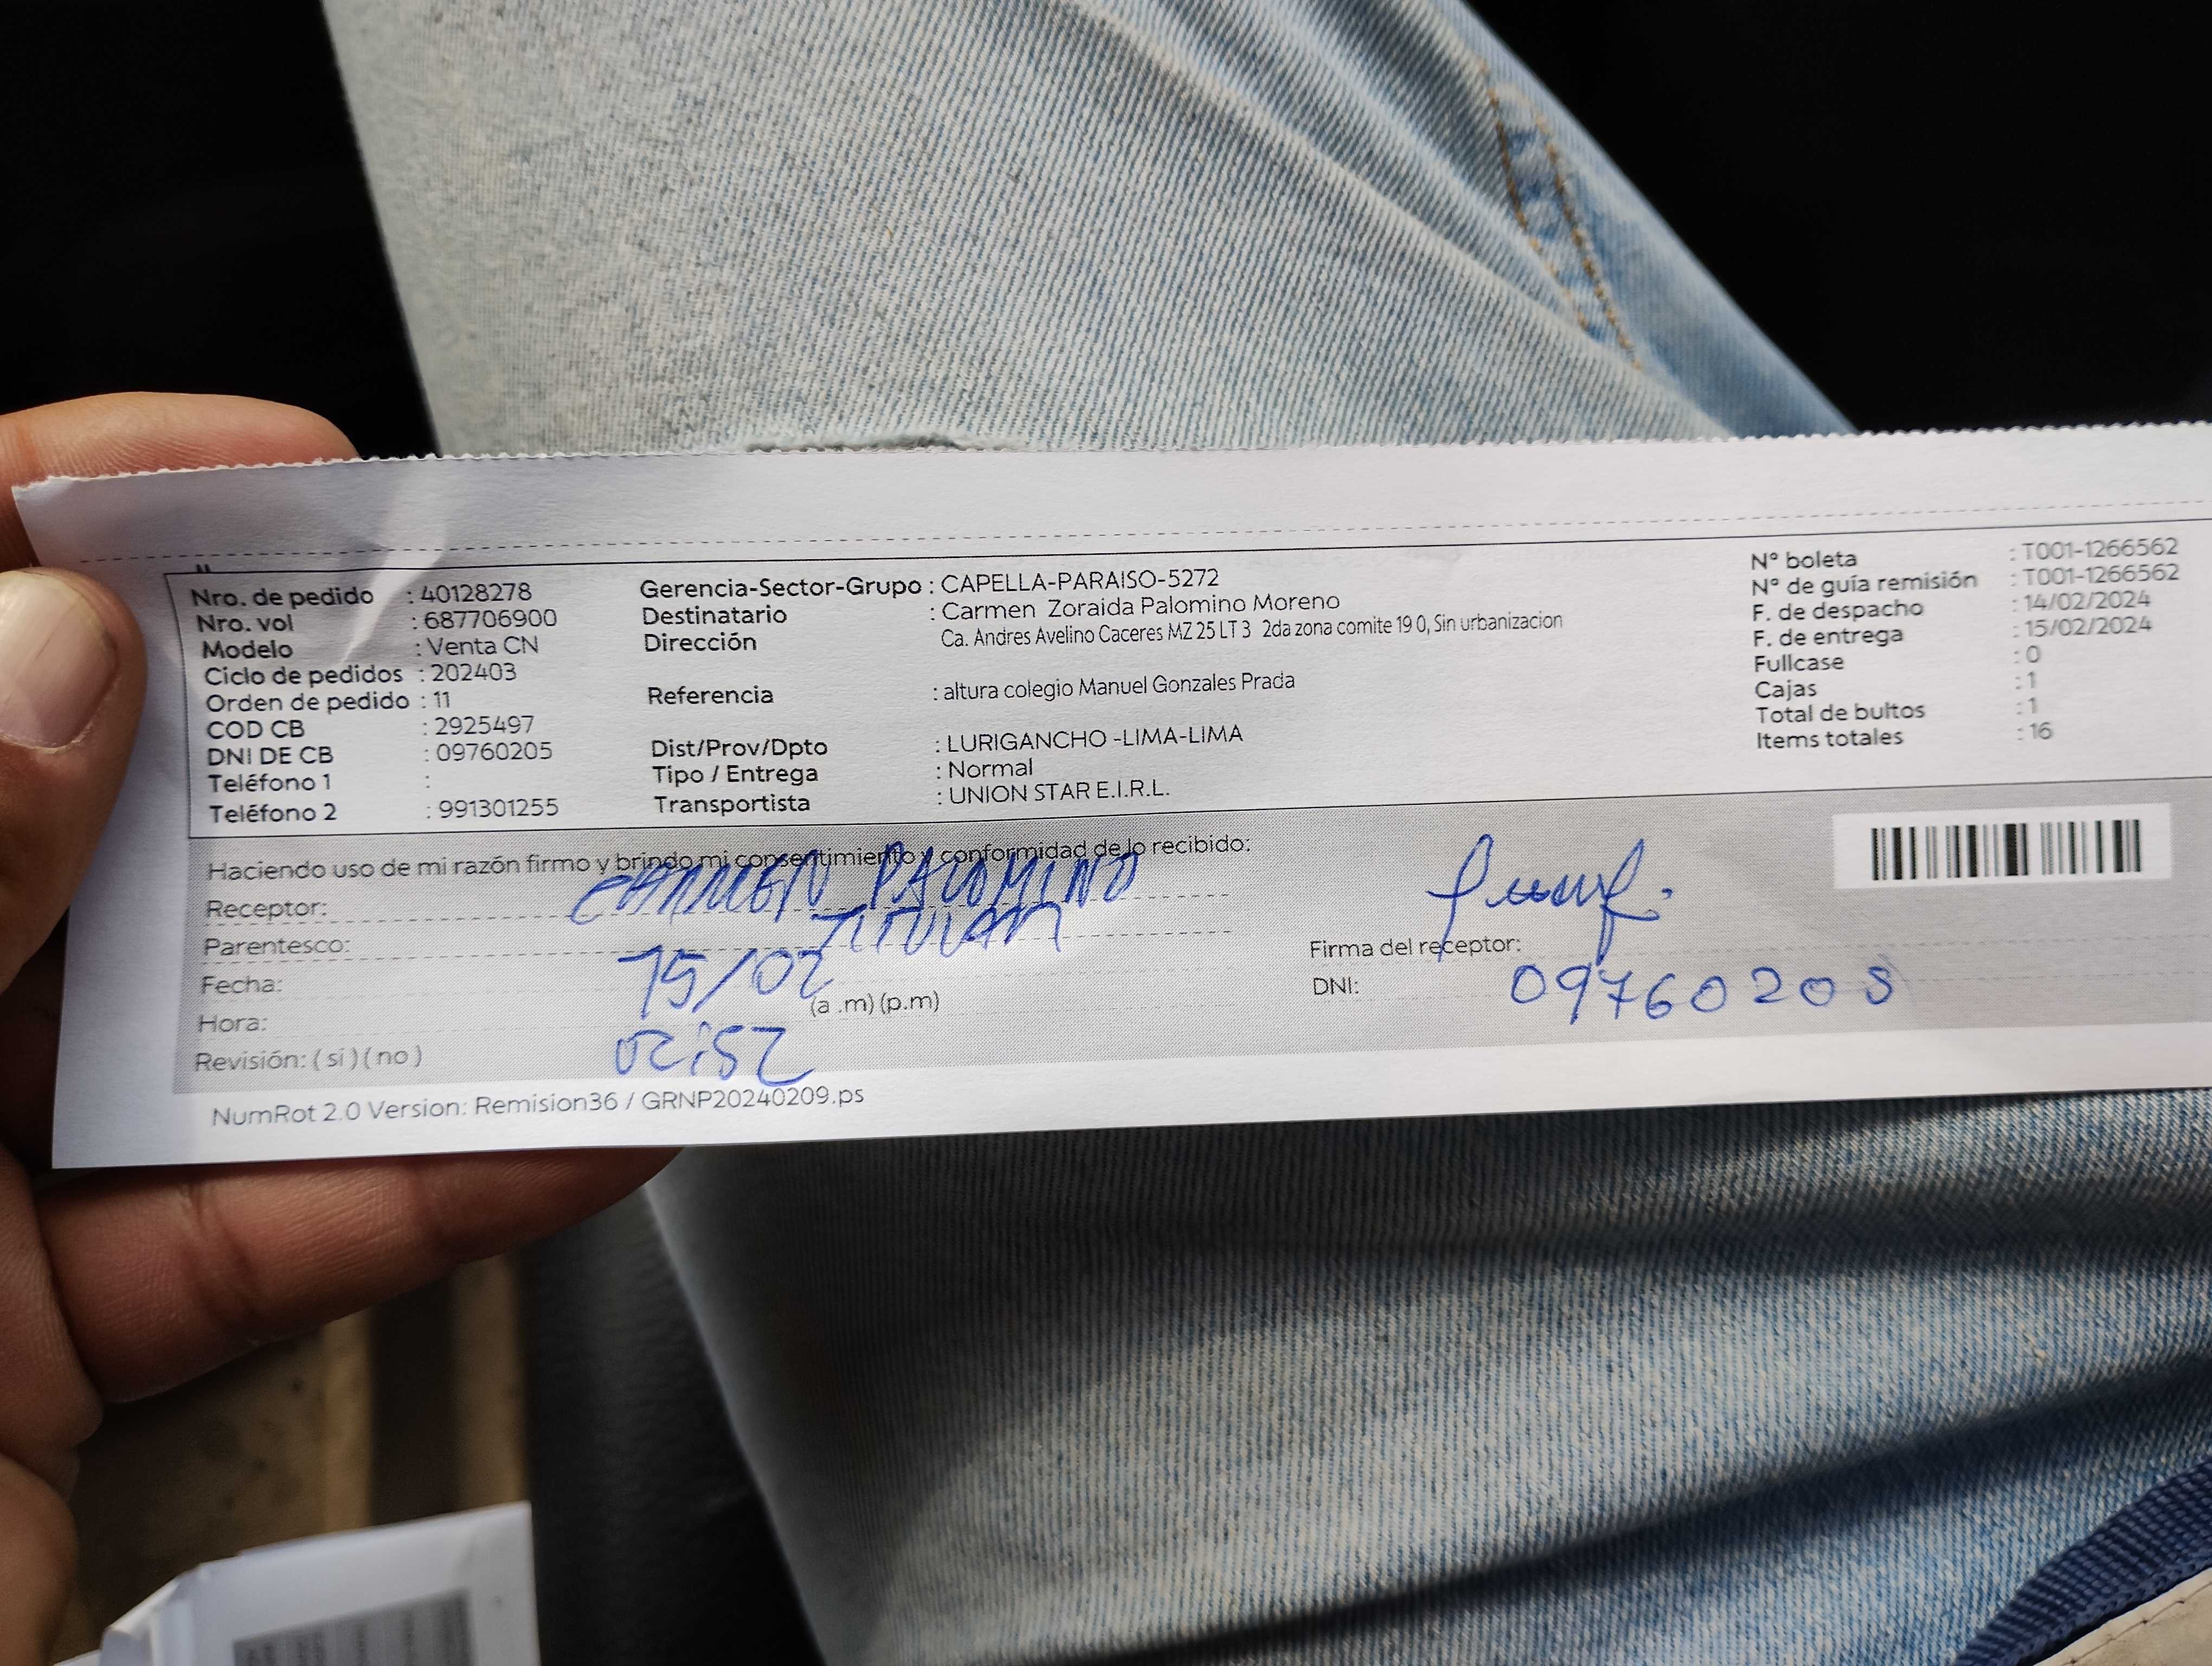 Nro. de pedido : 40128278
Nro. vol : 687706900
Modelo : Venta CN
Ciclo de pedidos : 202403
Orden de pedido : 11
COD CB : 2925497
DNI DE CB : 09760205
Teléfono 1 :
Teléfono 2 : 991301255
Gerencia-Sector-Grupo : CAPELLA-PARAISO-5272
Destinatario : Carmen Zoraida Palomino Moreno
Dirección Ca. Andres Avelino Caceres MZ 25 LT 3 2da zona comite 19 0, Sin urbanizacion
Referencia : altura colegio Manuel Gonzales Prada
Dist/Prov/Dpto : LURIGANCHO -LIMA-LIMA
Tipo / Entrega : Normal
Transportista : UNION STAR E.I.R.L.
N° boleta : T001-1266562
N° de guía remisión : T001-1266562
F. de despacho : 14/02/2024
F. de entrega : 15/02/2024
Fullcase : 0
Cajas : 1
Total de bultos : 1
Items totales : 16
Haciendo uso de mi razón firmo y brindo mi consentimiento y conformidad de lo recibido:
Receptor: CARMEN PALOMINO
Parentesco: TITULAR
Fecha: 15/02
Hora: (a .m) (p.m)
02:52
Revisión: ( si ) ( no )
Firma del receptor:
DNI: 09760205
NumRot 2.0 Version: Remision36 / GRNP20240209.ps